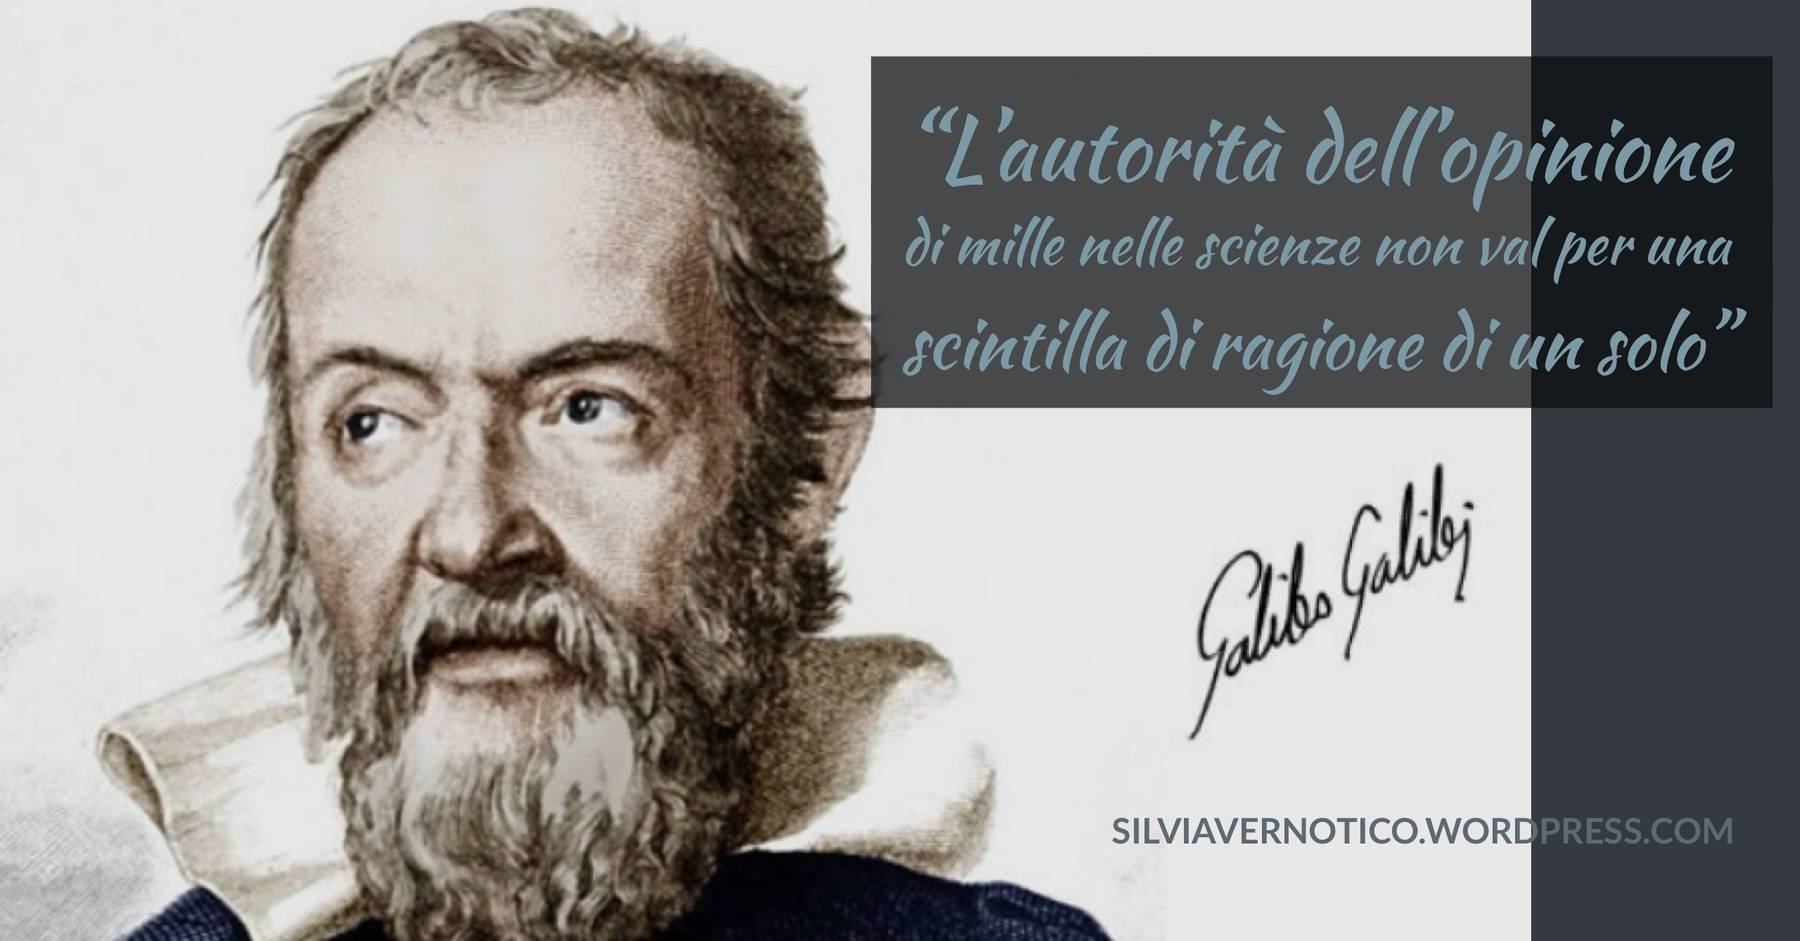 “L’autorità dell’opinione
di mille nelle scienze non val per una
scintilla di ragione di un solo”
Galileo Galilej
SILVIAVERNOTICO.WORDPRESS.COM